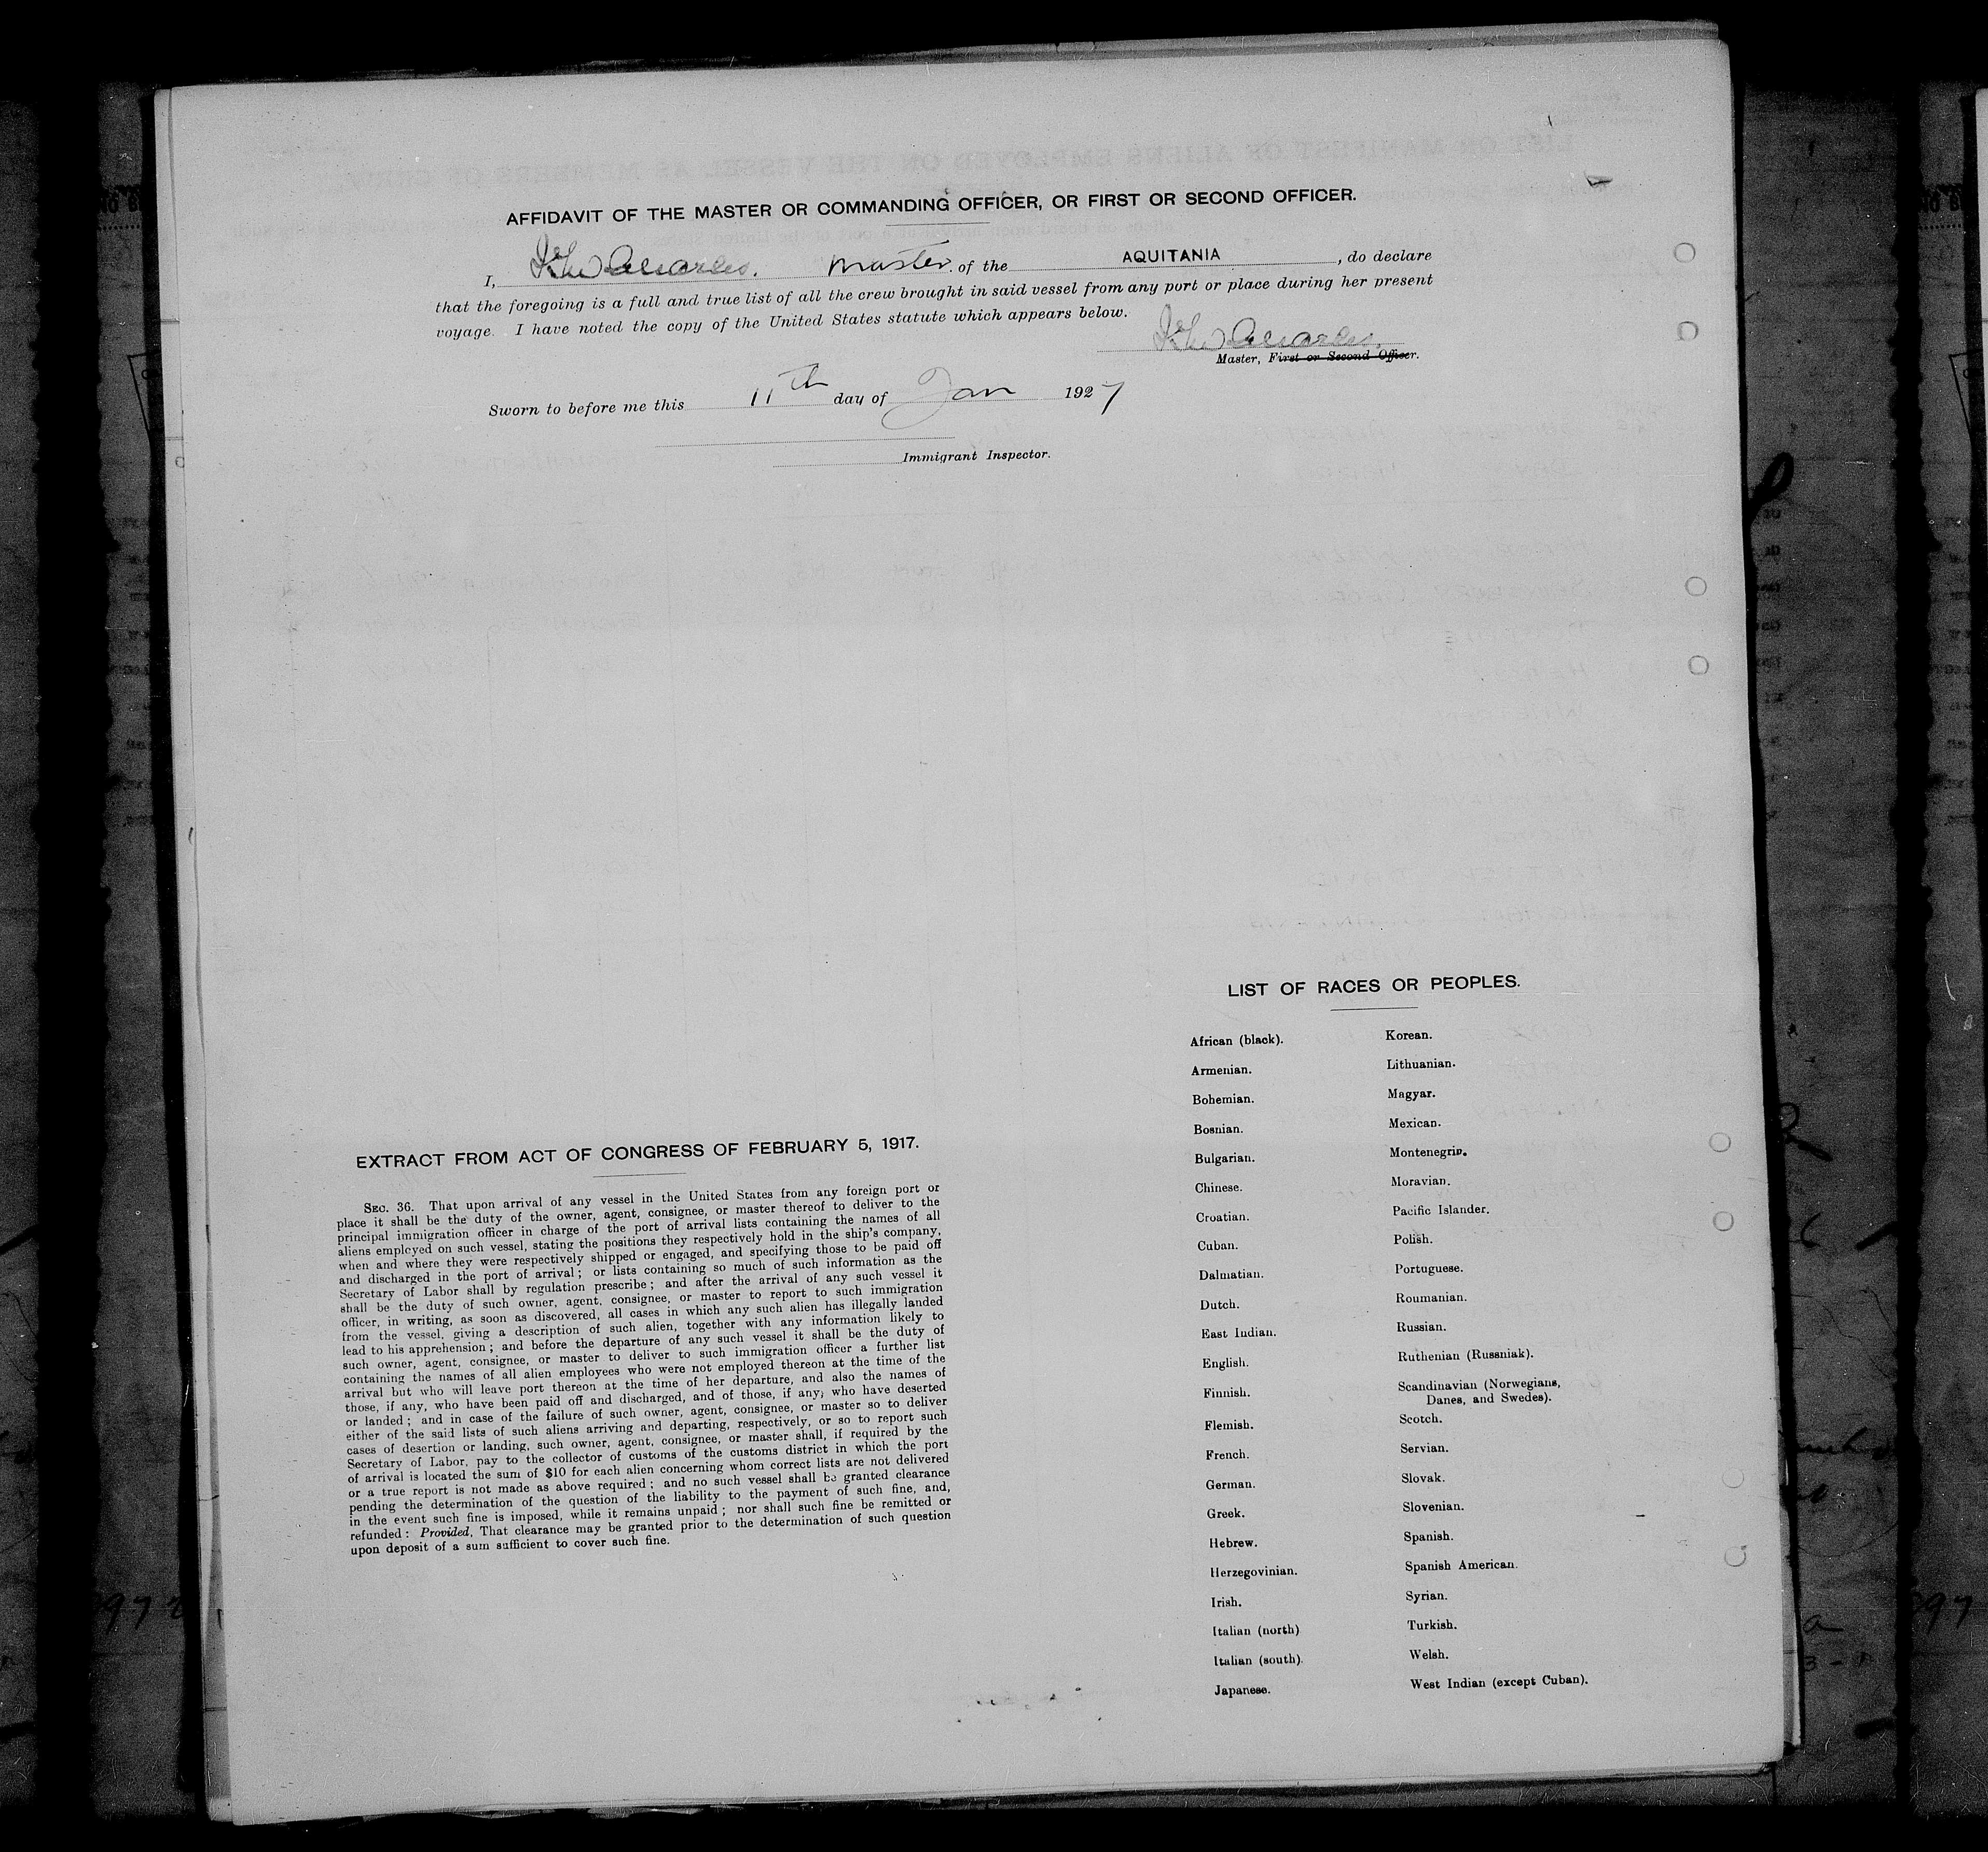 AFFIDAVIT OF THE MASTER OR COMMANDING OFFICER, OR FIRST OR SECOND OFFICER.
I, Master. of the AQUITANIA, do declare
that the foregoing is a full and true list of all the crew brought in said vessel from any port or place during her present
voyage. I have noted the copy of the United States statute which appears below.
Master, First or Second Officer.
Sworn to before me this 11th day of Jan 1927
Immigrant Inspector.
EXTRACT FROM ACT OF CONGRESS OF FEBRUARY 5, 1917.
SEC. 36. That upon arrival of any vessel in the United States from any foreign port or
place it shall be the duty of the owner, agent, consignee, or master thereof to deliver to the
principal immigration officer in charge of the port of arrival lists containing the names of all
aliens employed on such vessel, stating the positions they respectively hold in the ship's company,
when and where they were respectively shipped or engaged, and specifying those to be paid off
and discharged in the port of arrival; or lists containing so much of such information as the
Secretary of Labor shall by regulation prescribe; and after the arrival of any such vessel it
shall be the duty of such owner, agent, consignee, or master to report to such immigration
officer, in writing, as soon as discovered, all cases in which any such alien has illegally landed
from the vessel, giving a description of such alien, together with any information likely to
lead to his apprehension; and before the departure of any such vessel it shall be the duty of
such owner, agent, consignee, or master to deliver to such immigration officer a further list
containing the names of all alien employees who were not employed thereon at the time of the
arrival but who will leave port thereon at the time of her departure, and also the names of
those, if any, who have been paid off and discharged, and of those, if any, who have deserted
or landed; and in case of the failure of such owner, agent, consignee, or master so to deliver
either of the said lists of such aliens arriving and departing, respectively, or so to report such
cases of desertion or landing, such owner, agent, consignee, or master shall, if required by the
Secretary of Labor, pay to the collector of customs of the customs district in which the port
of arrival is located the sum of $10 for each alien concerning whom correct lists are not delivered
or a true report is not made as above required; and no such vessel shall be granted clearance
pending the determination of the question of the liability to the payment of such fine, and,
in the event such fine is imposed, while it remains unpaid; nor shall such fine be remitted or
refunded: Provided, That clearance may be granted prior to the determination of such question
upon deposit of a sum sufficient to cover such fine.
LIST OF RACES OR PEOPLES.
African (black).
Armenian.
Bohemian.
Bosnian.
Bulgarian.
Chinese.
Croatian.
Cuban.
Dalmatian.
Dutch.
East Indian.
English.
Finnish.
Flemish.
French.
German.
Greek.
Hebrew.
Herzegovinian.
Irish.
Italian (north)
Italian (south).
Japanese.
Korean.
Lithuanian.
Magyar.
Mexican.
Montenegrin.
Moravian.
Pacific Islander.
Polish.
Portuguese.
Roumanian.
Russian.
Ruthenian (Russniak).
Scandinavian (Norwegians,
Danes, and Swedes).
Scotch.
Servian.
Slovak.
Slovenian.
Spanish.
Spanish American.
Syrian.
Turkish.
Welsh.
West Indian (except Cuban).